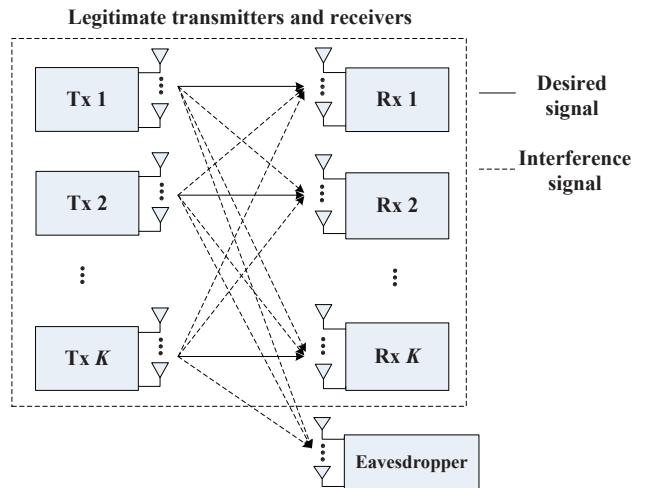 Legitimate transmitters and receivers
Tx 1
Rx 1
Desired
signal
Interference
signal
Tx 2
Rx 2
Tx K
Rx K
Eavesdropper